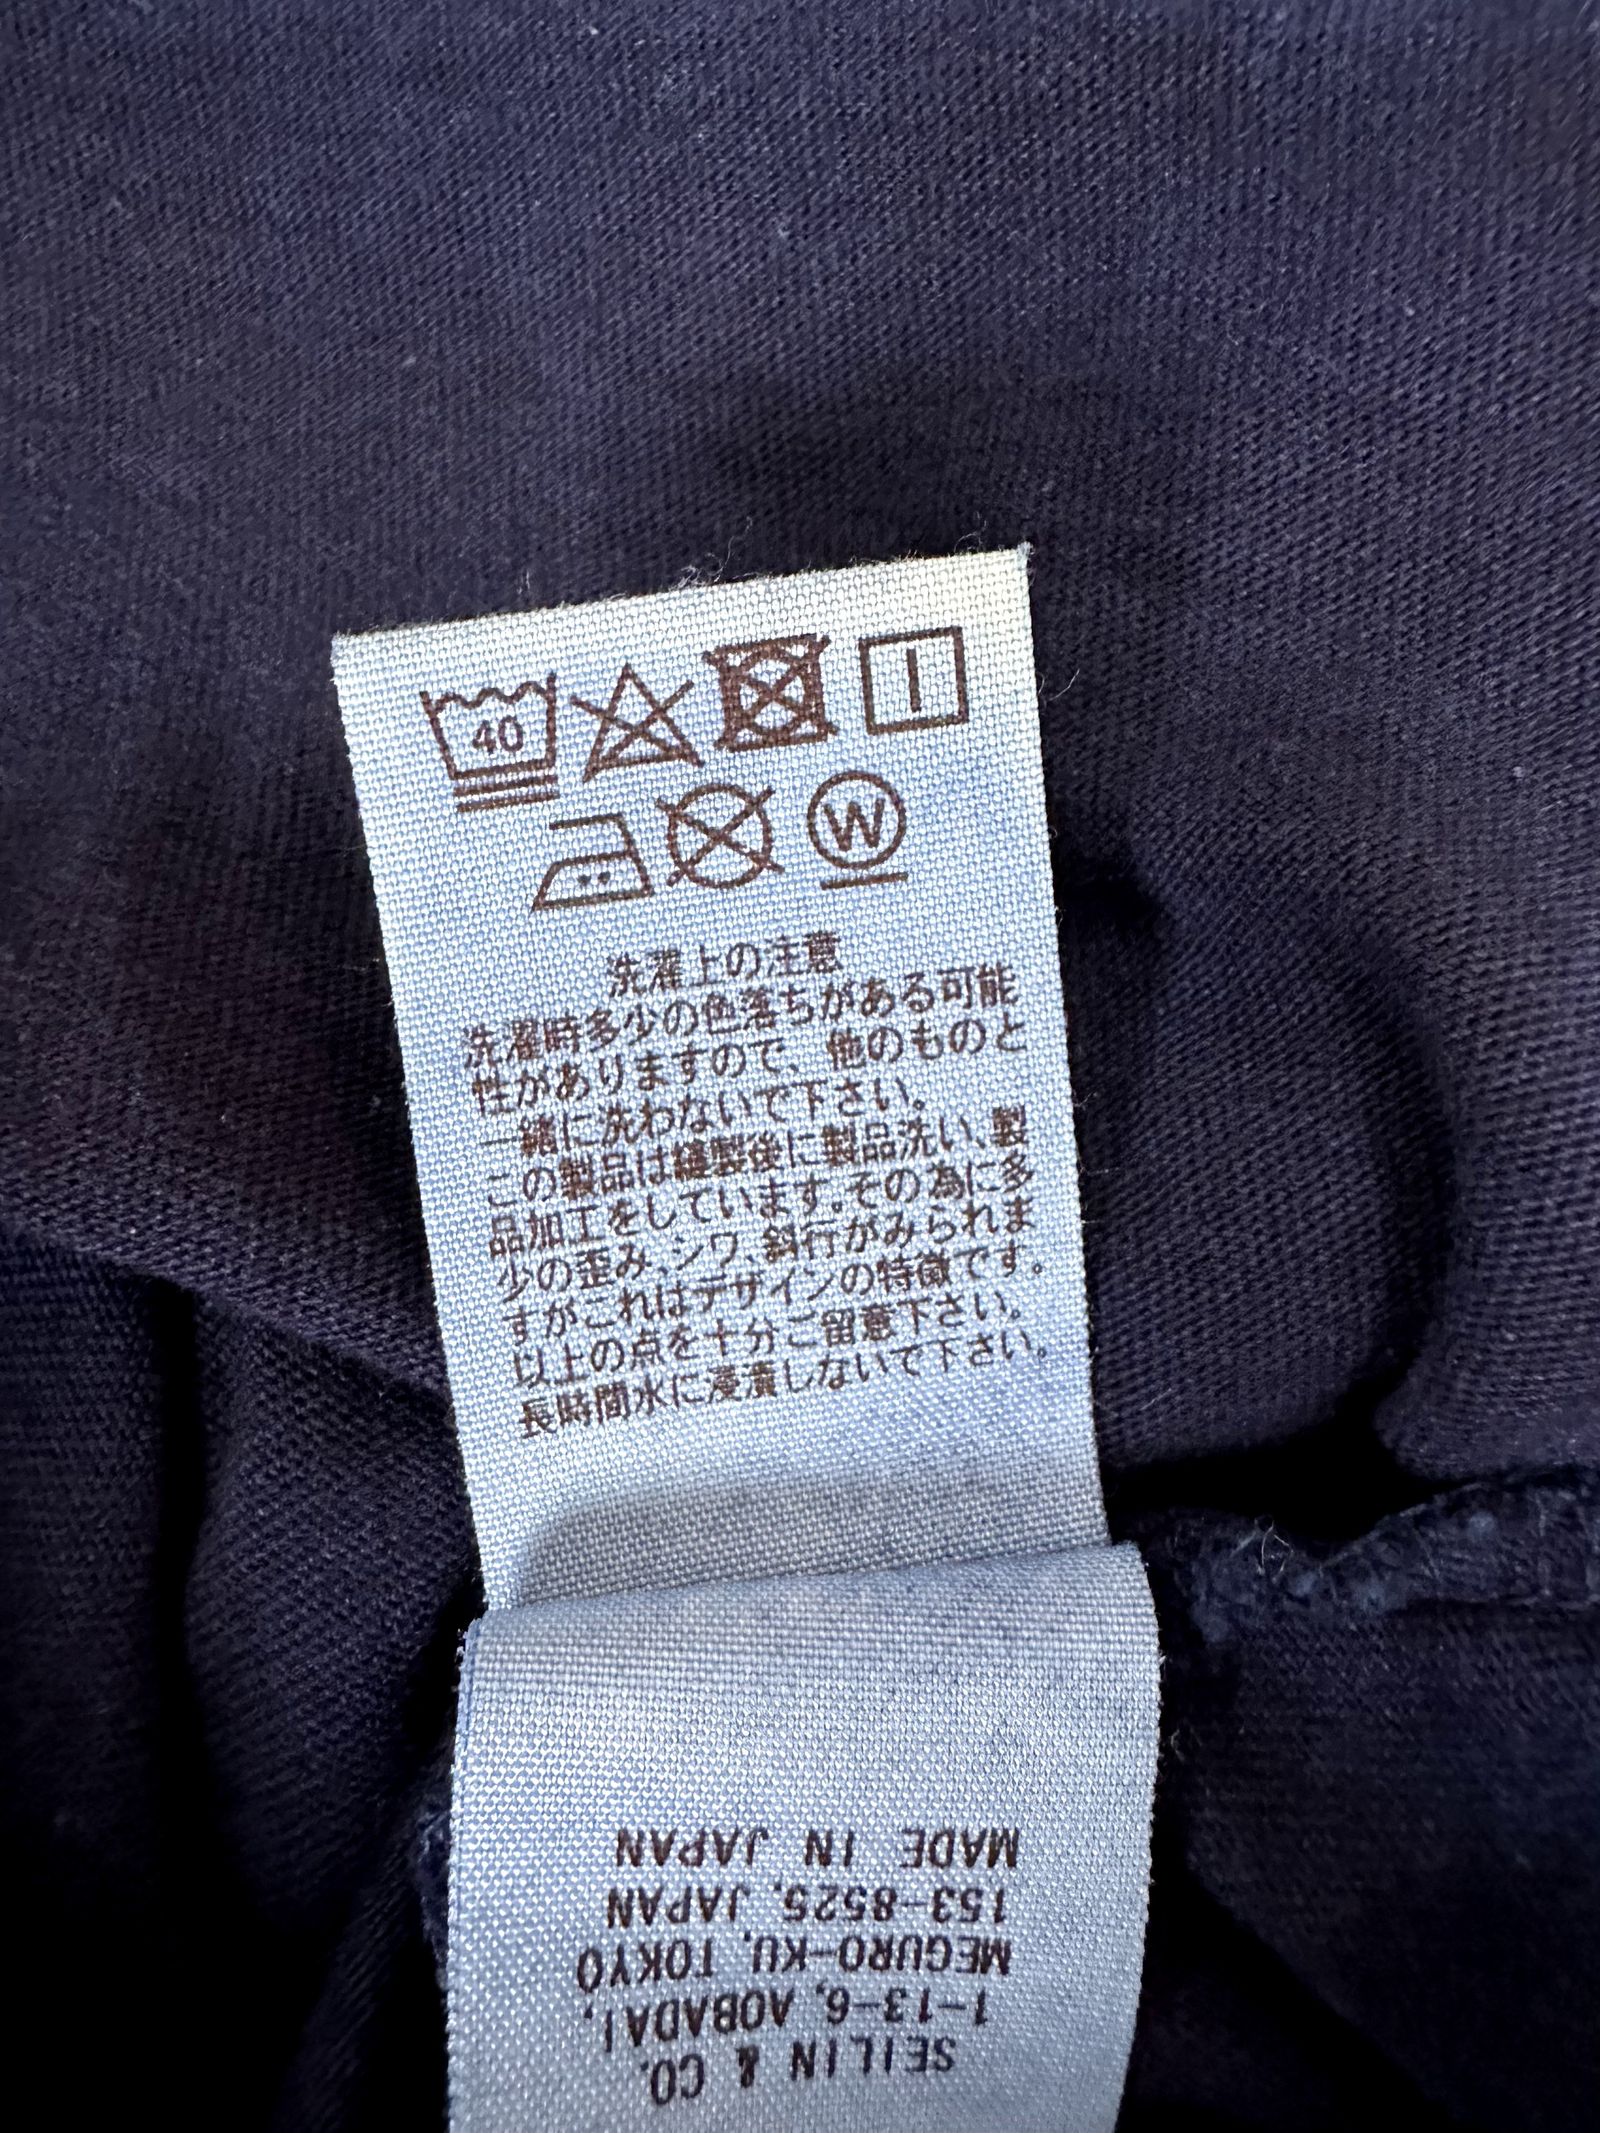 40
W
洗濯上の注意
洗濯時多少の色落ちがある可能
性がありますので、他のものと
一緒に洗わないで下さい。
この製品は縫製後に製品洗い、製
品加工をしています。その為に多
少の歪み、シワ、斜行がみられま
すがこれはデザインの特徴です。
以上の点を十分ご留意下さい。
長時間水に浸漬しないで下さい。
SEILIN & CO.
1-13-6, AOBADAI,
MEGURO-KU, TOKYO
153-8525, JAPAN
MADE IN JAPAN